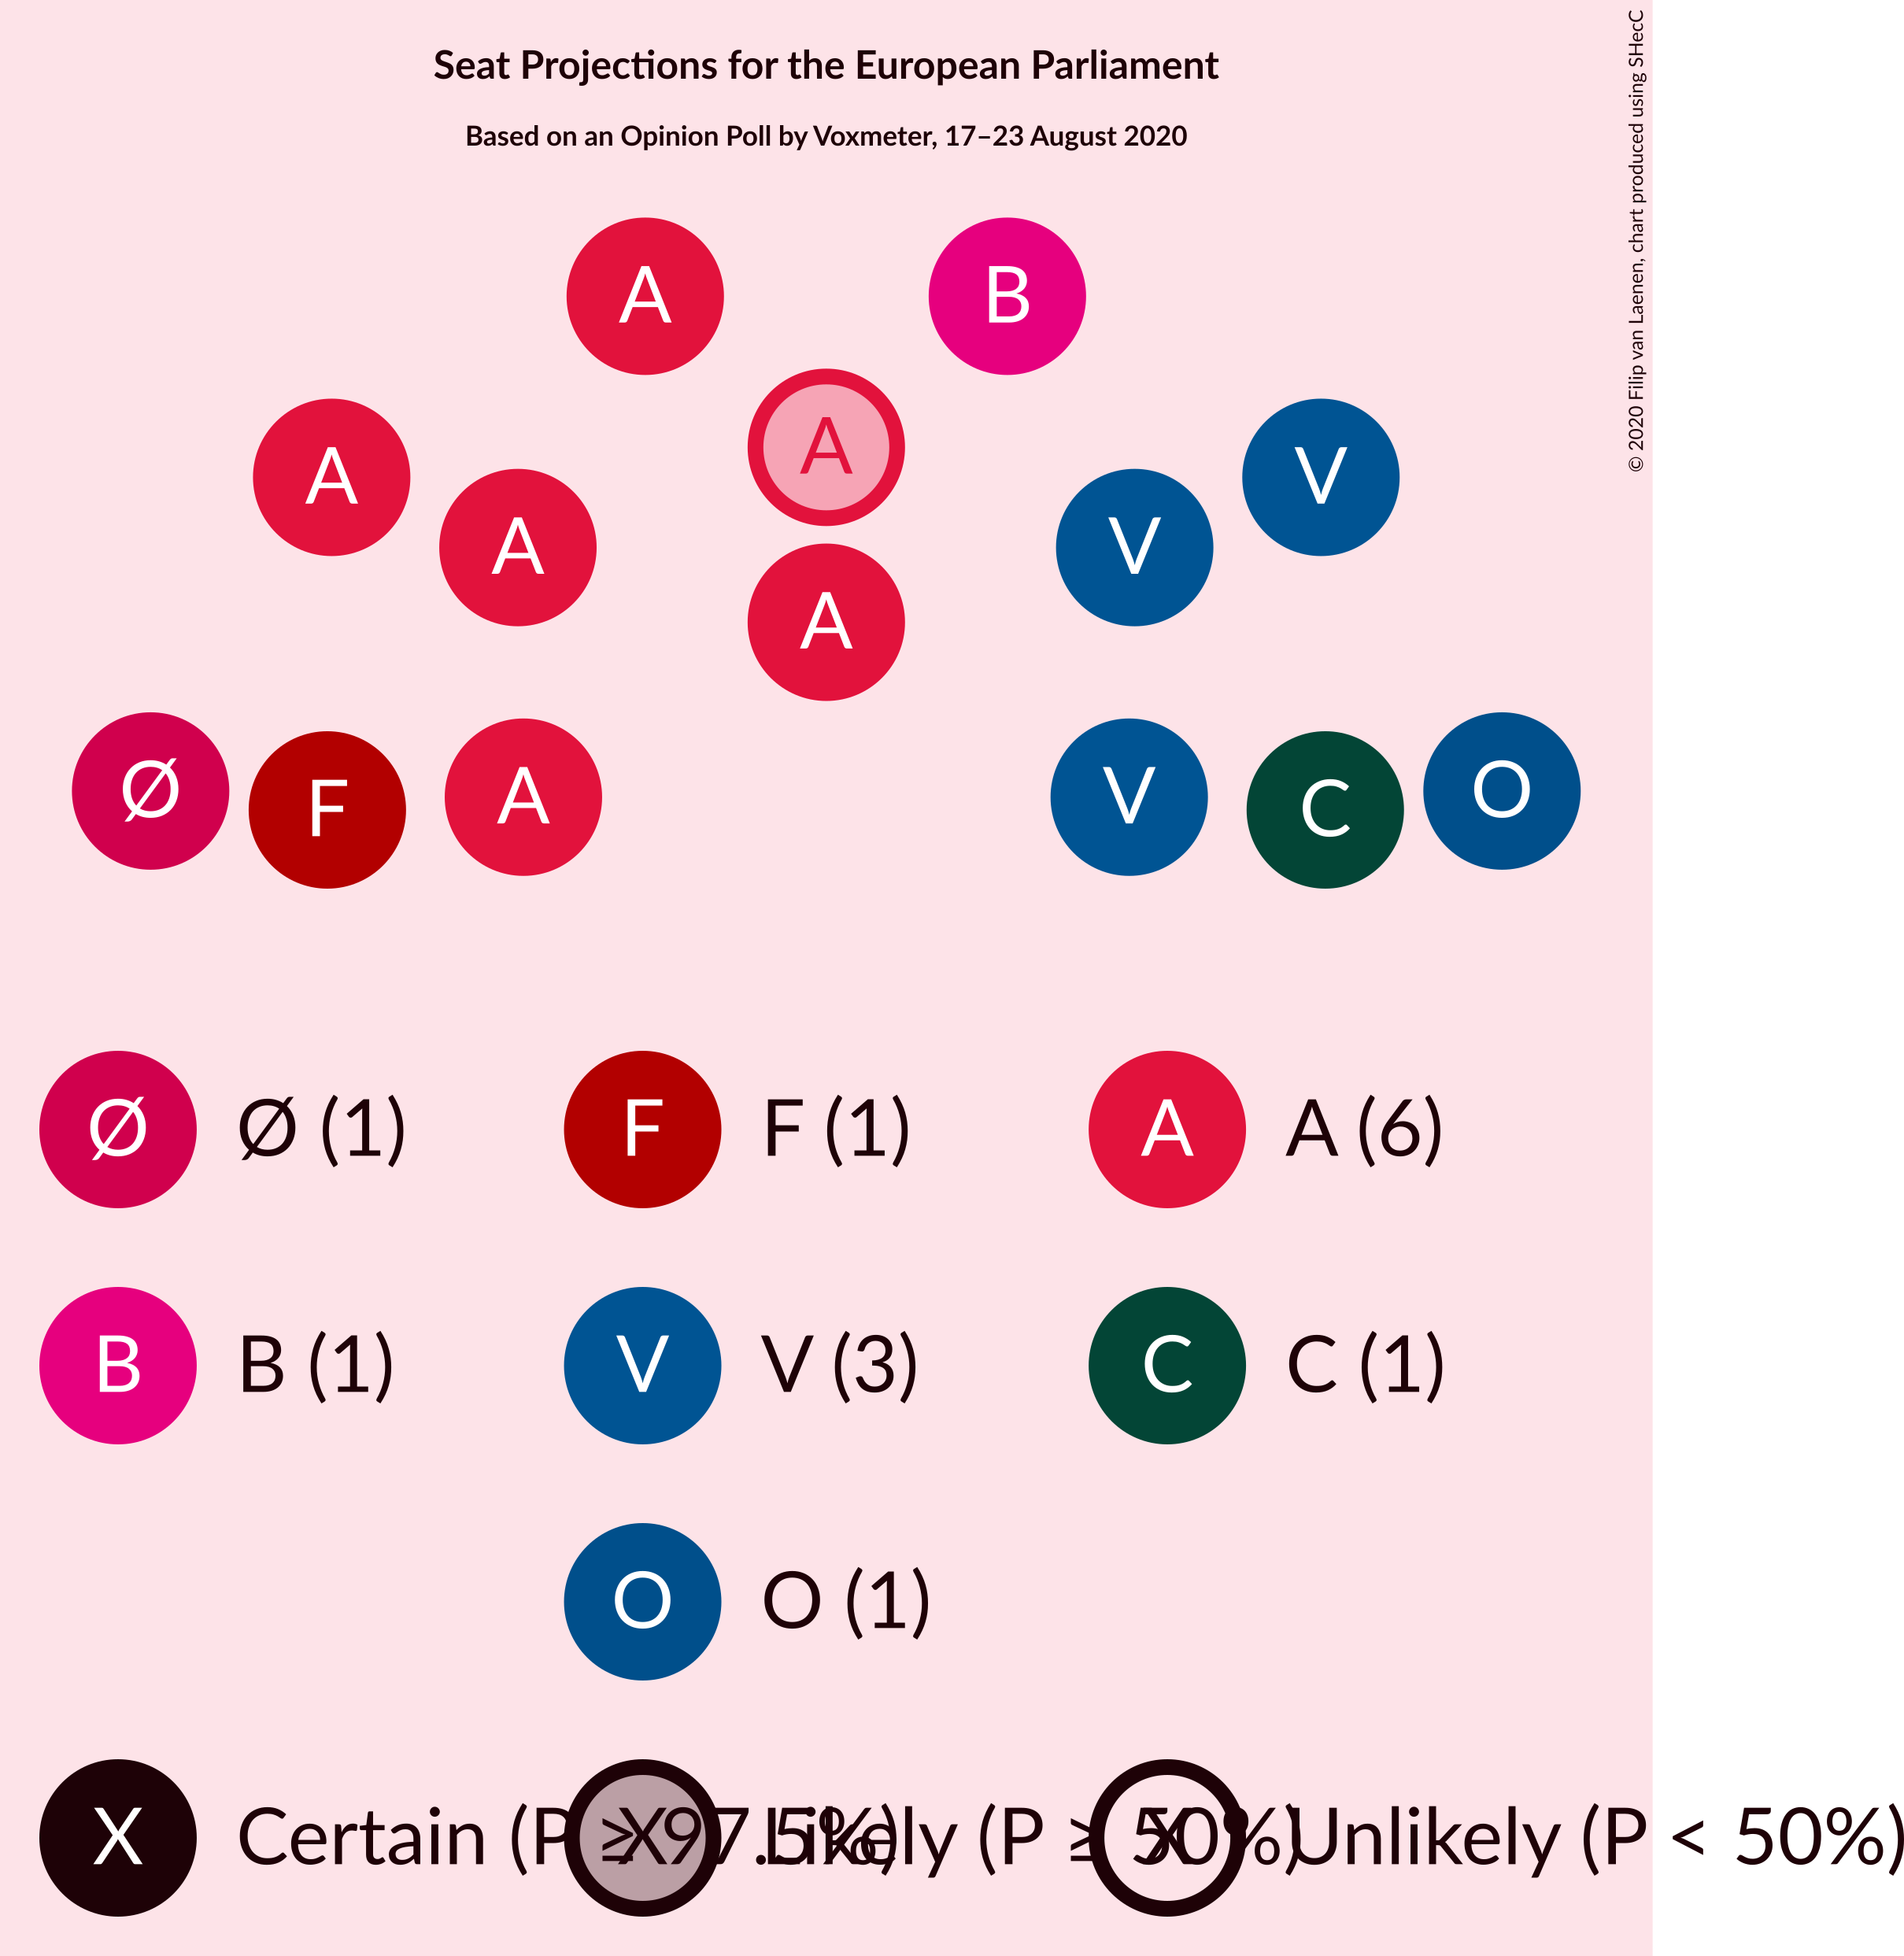 Seat Projections for the European Parliament
Based on an Opinion Poll by Voxmeter, 17–23 August 2020
© 2020 Filip van Laenen, chart produced using SHecC
A B
A
A V
A V
A
Ø F A V C O
Ø Ø (1) F F (1) A A (6)
B B (1) V V (3) C C (1)
O O (1)
X Certain (P ≥ 97.5%) X Likely (P ≥ 50%) X Unlikely (P < 50%)